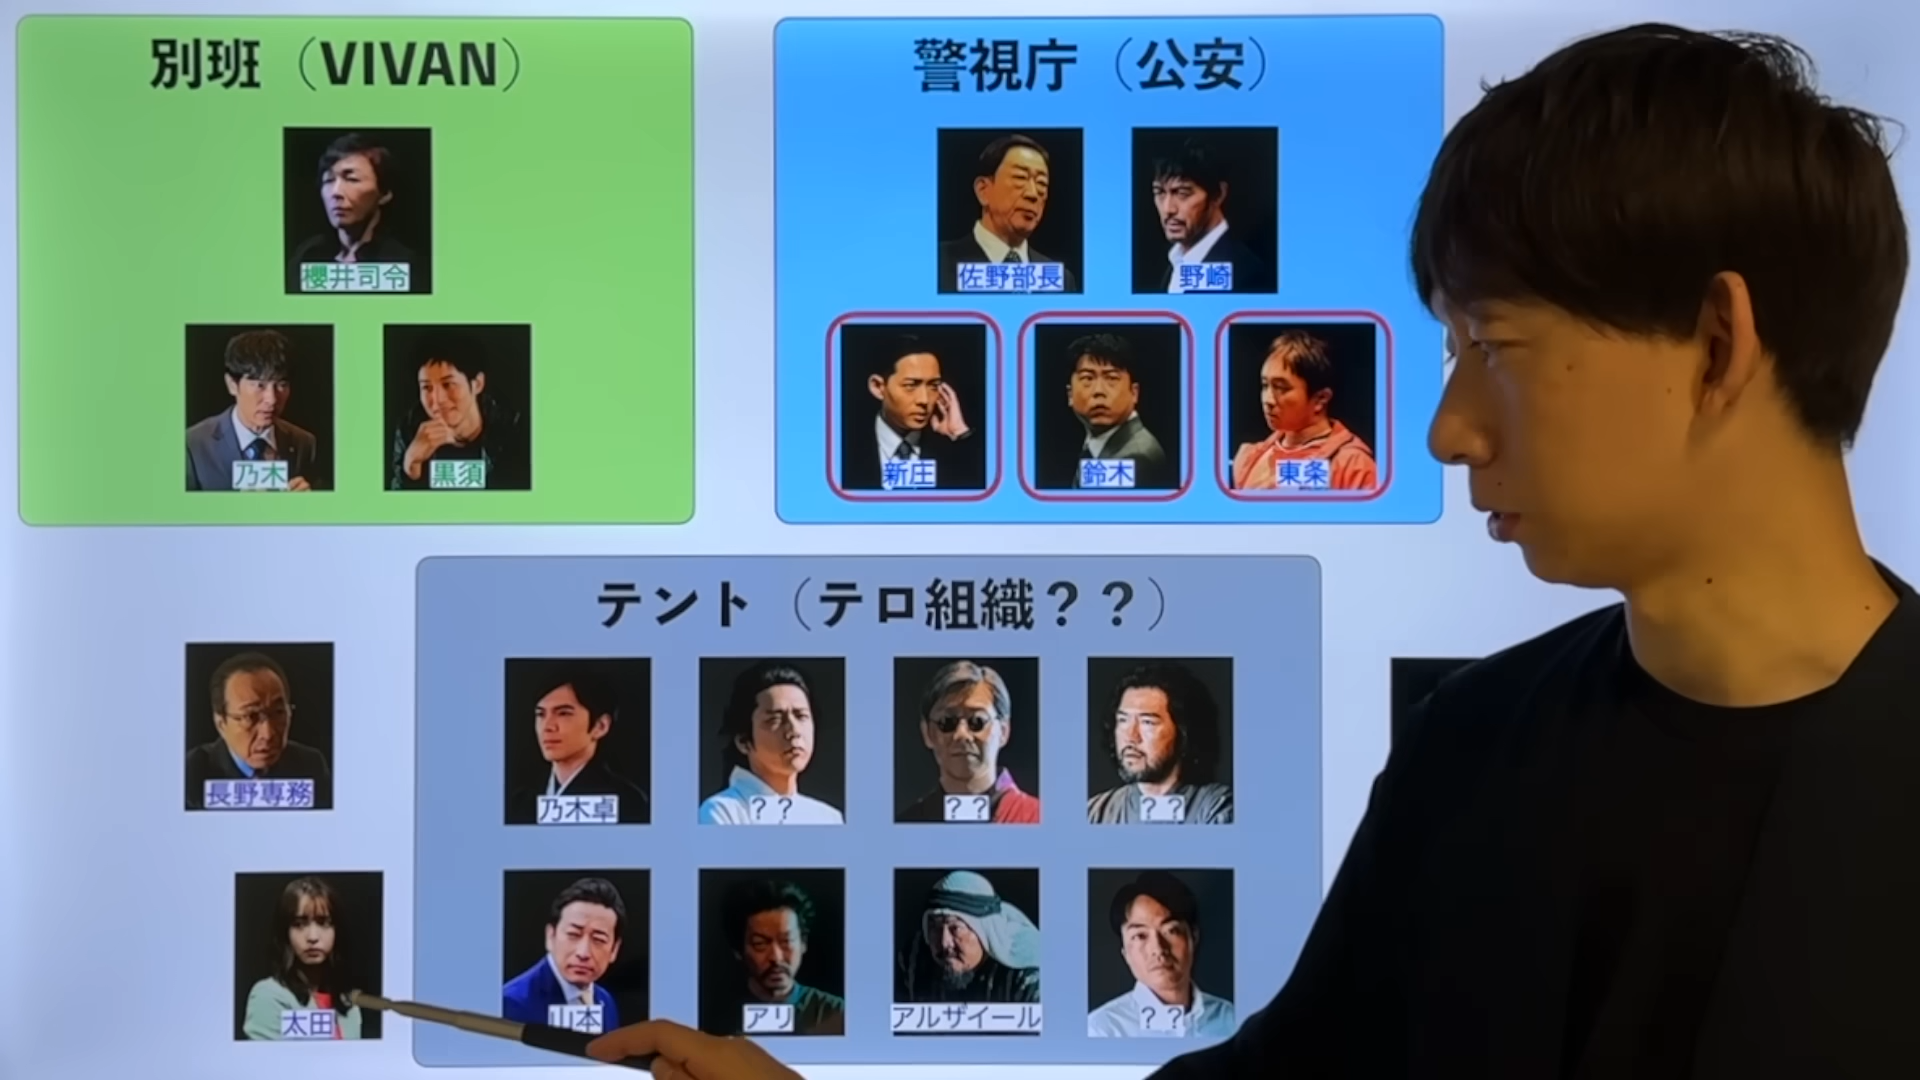 別班（VIVAN）
警視庁（公安）
櫻井司令
佐野部長
野崎
乃木
黒須
新庄
鈴木
東条
テント（テロ組織？？）
長野専務
乃木卓
？？
？？
？？
太田
山本
アリ
アルザイール
？？